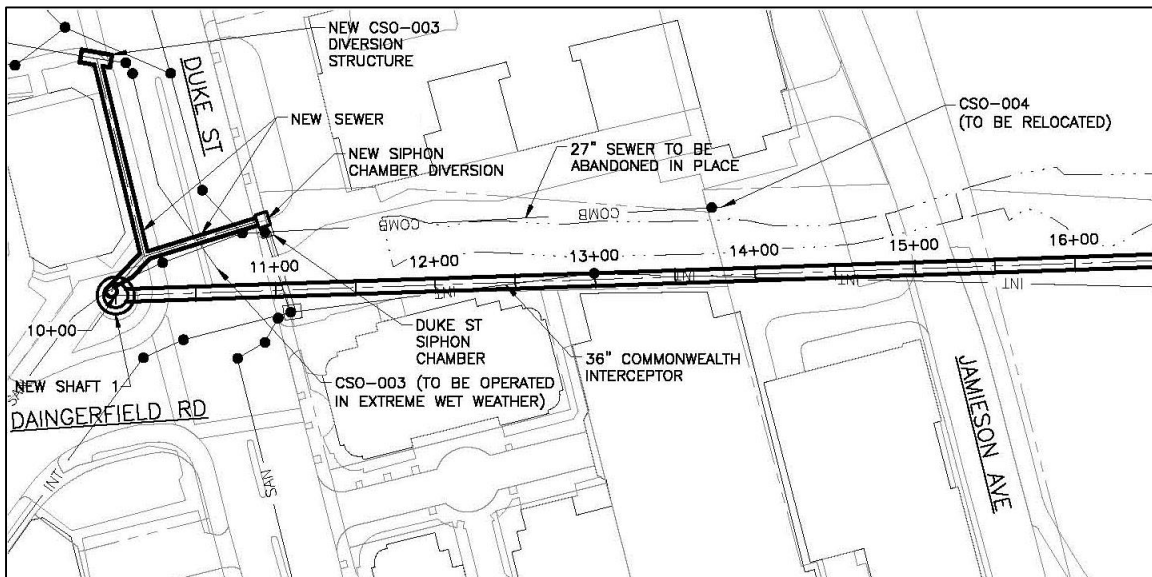 NEW CSO-003
DIVERSION
STRUCTURE
DUKE ST
NEW SEWER
NEW SIPHON
CHAMBER DIVERSION
27" SEWER TO BE
ABANDONED IN PLACE
CSO-004
(TO BE RELOCATED)
COMB
COMB
10+00
11+00
12+00
13+00
14+00
15+00
16+00
INT
INT
INT
DUKE ST
SIPHON
CHAMBER
36" COMMONWEALTH
INTERCEPTOR
CSO-003 (TO BE OPERATED
IN EXTREME WET WEATHER)
NEW SHAFT 1
DAINGERFIELD RD
INT
SAN
JAMIESON AVE